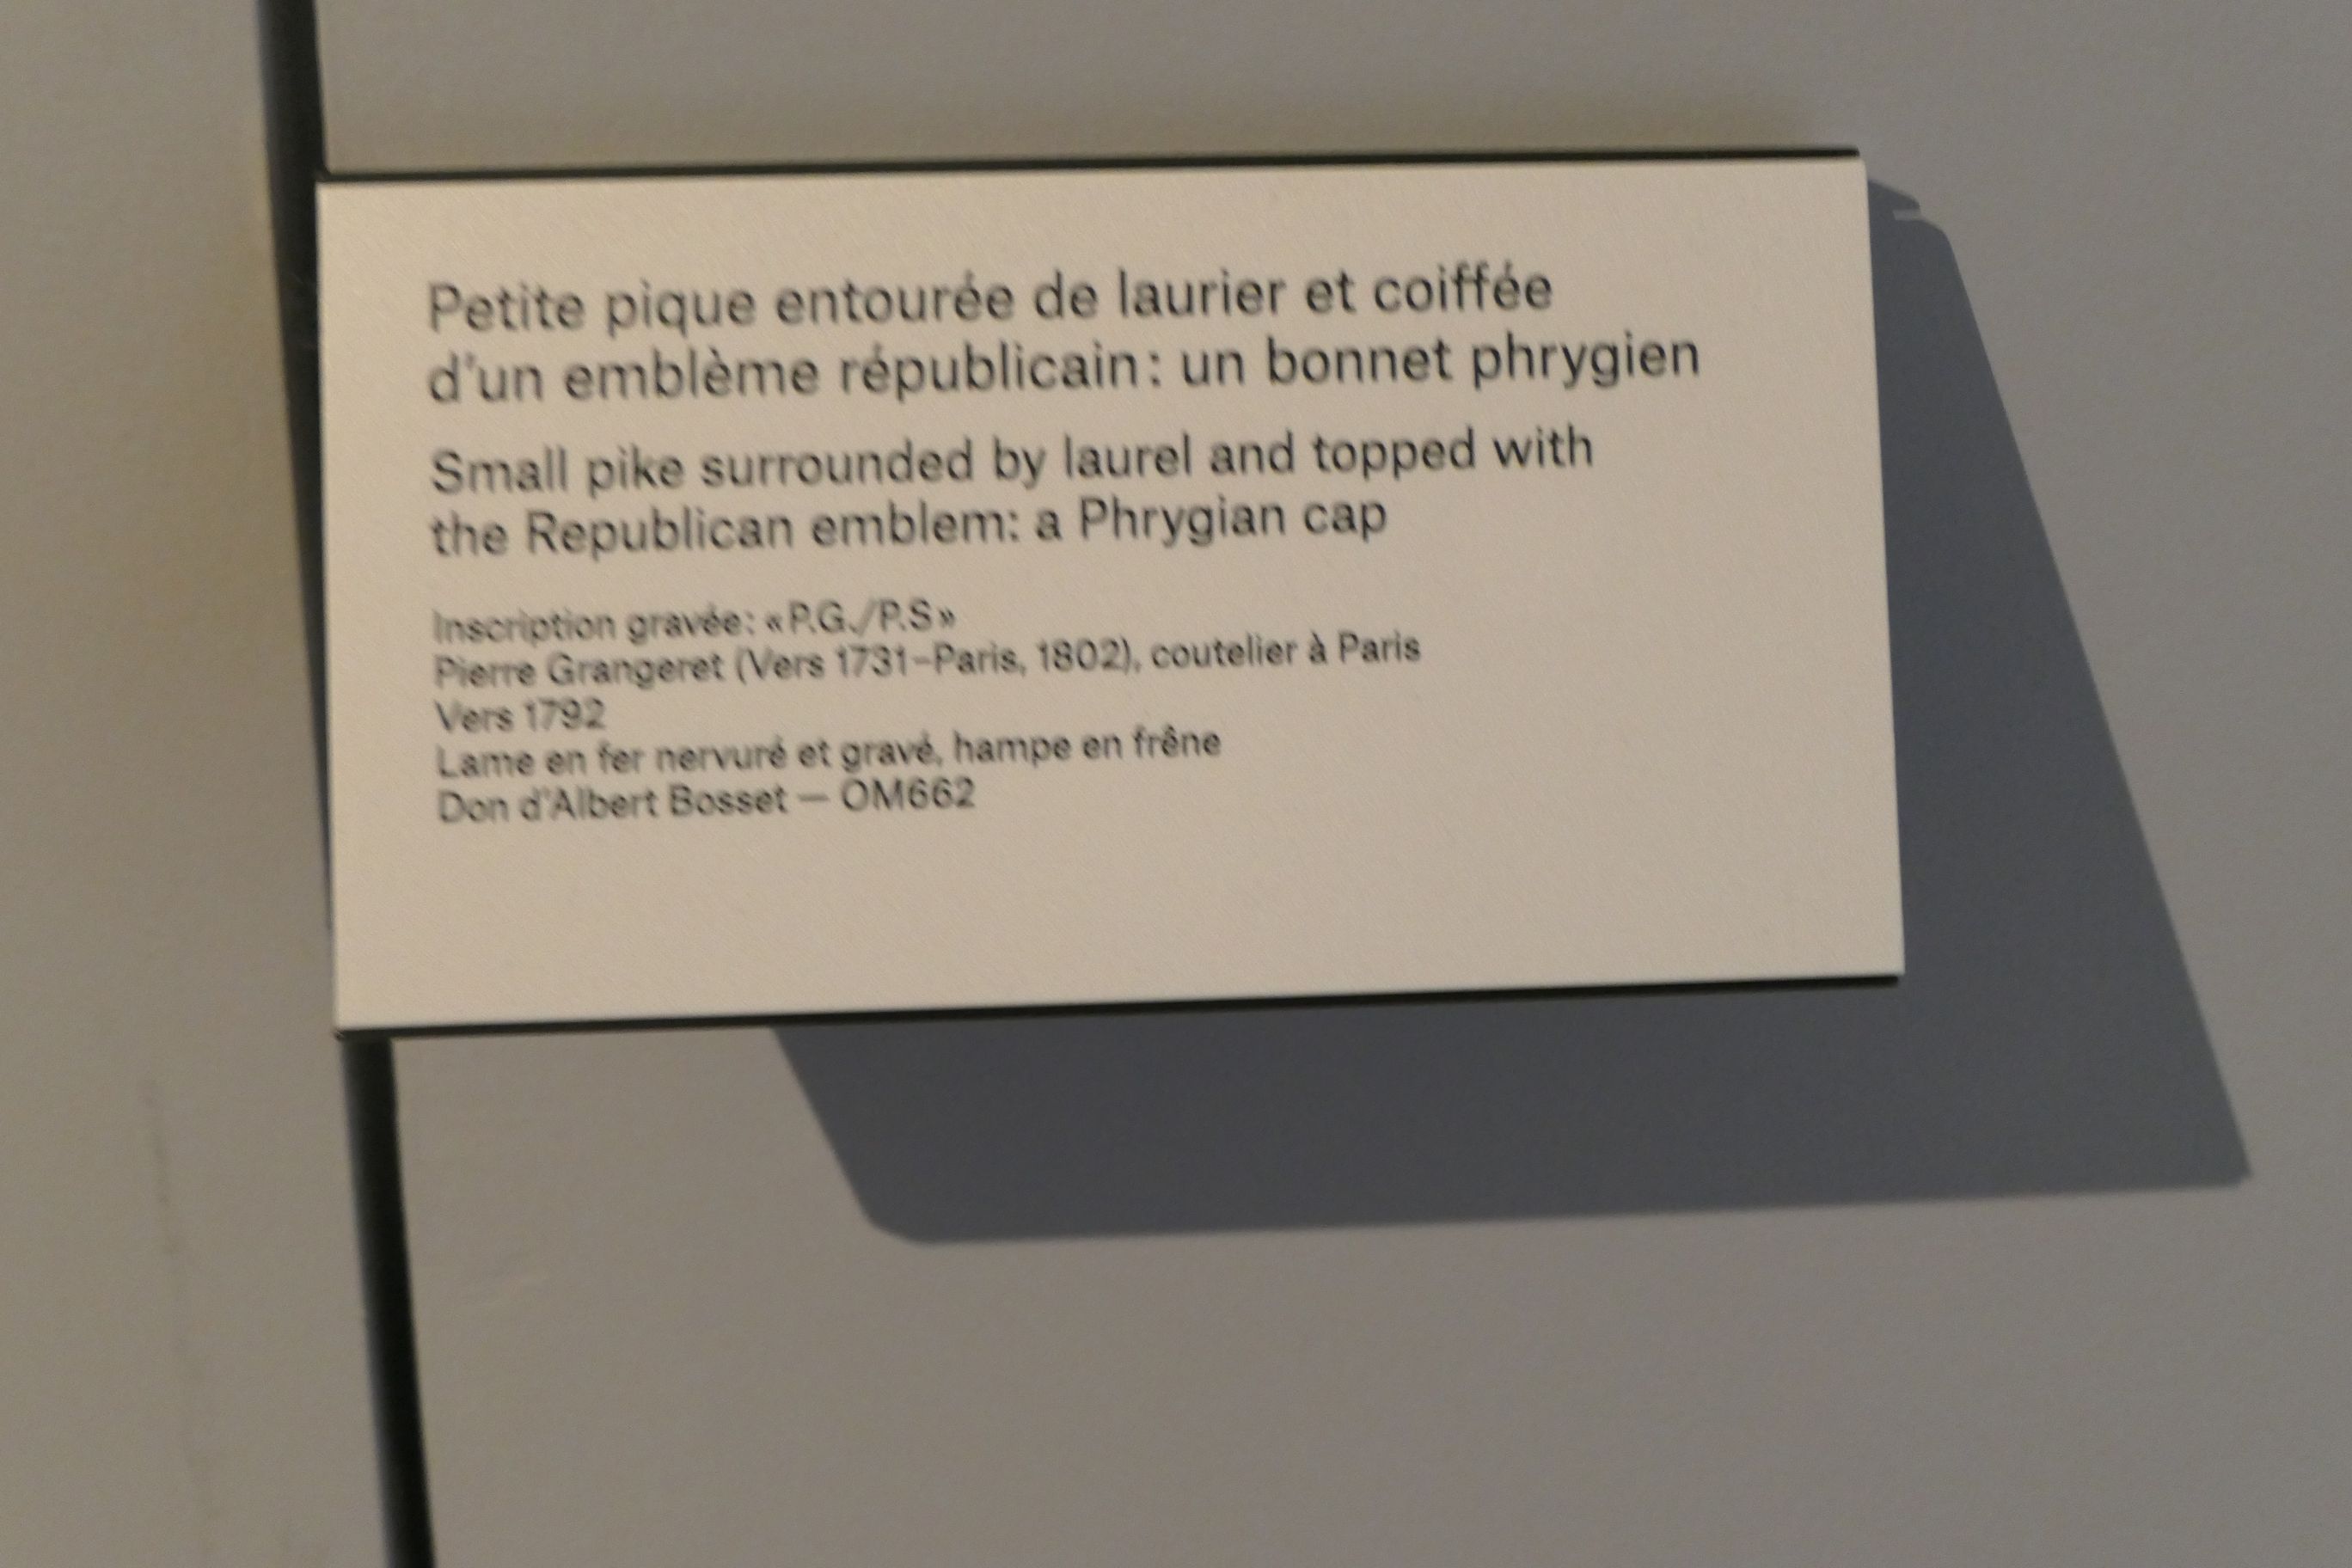 Petite pique entourée de laurier et coiffée
d'un emblème républicain : un bonnet phrygien
Small pike surrounded by laurel and topped with
the Republican emblem: a Phrygian cap
Inscription gravée: «P.G./P.S»
Pierre Grangeret (Vers 1731–Paris, 1802), coutelier à Paris
Vers 1792
Lame en fer nervuré et gravé, hampe en frêne
Don d'Albert Bosset — OM662